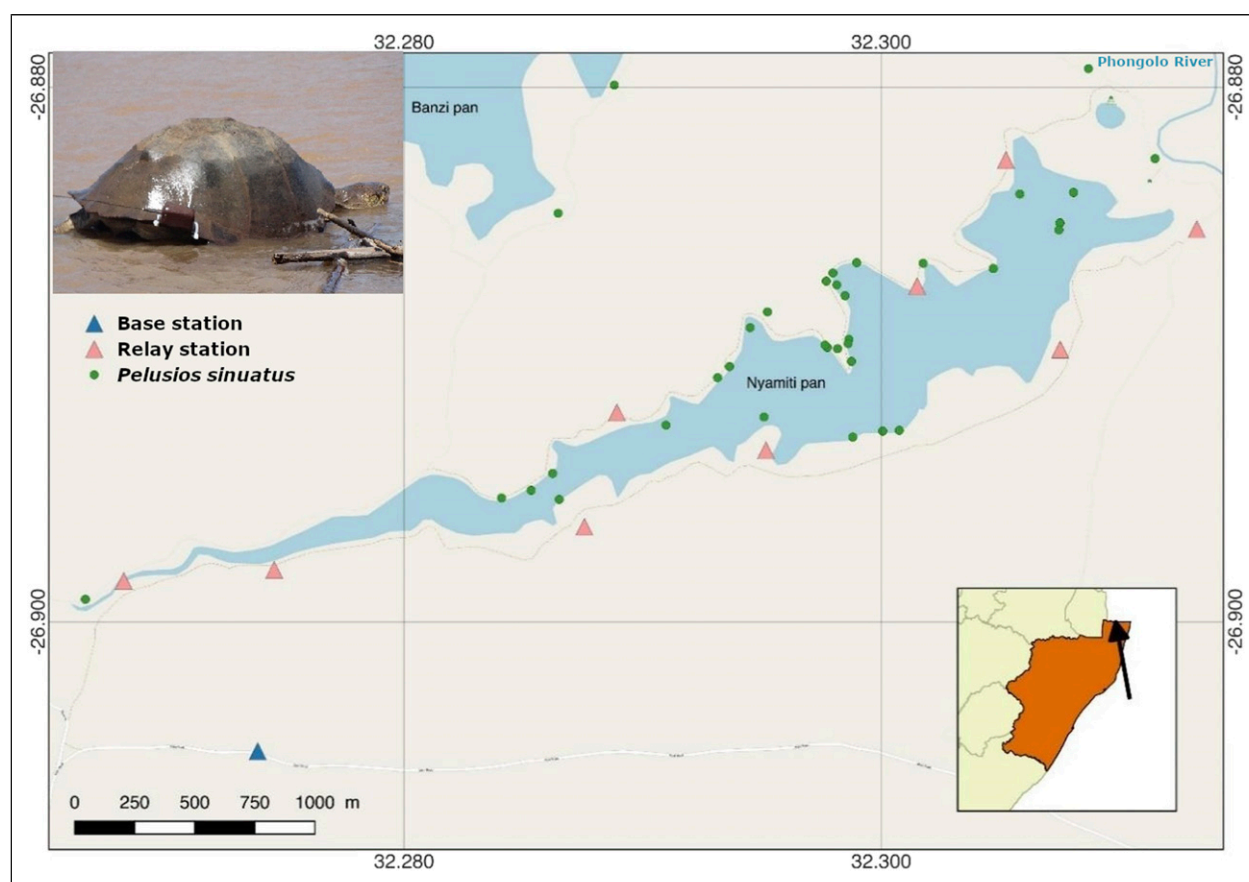 32.280
32.300
-26.880
-26.880
Phongolo River
Banzi pan
Base station
Relay station
Pelusios sinuatus
Nyamiti pan
-26.900
-26.900
0 250 500 750 1000 m
32.280
32.300